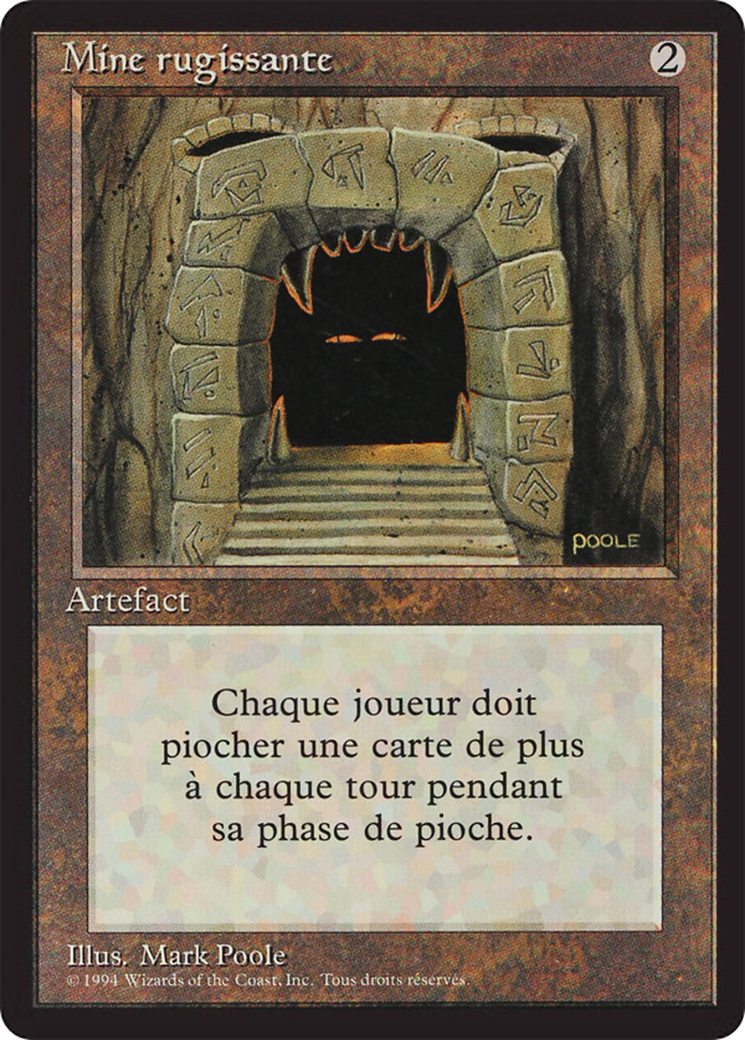 Mine rugissante
2
POOLE
Artefact
Chaque joueur doit
piocher une carte de plus
à chaque tour pendant
sa phase de pioche.
Illus. Mark Poole
© 1994 Wizards of the Coast, Inc. Tous droits réservés.